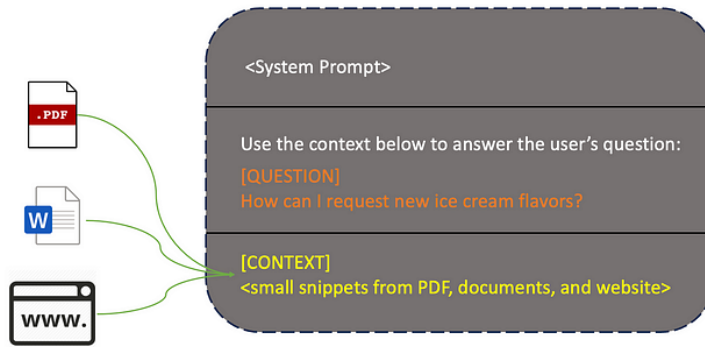 <System Prompt>
.PDF
Use the context below to answer the user’s question:
[QUESTION]
How can I request new ice cream flavors?
W
[CONTEXT]
<small snippets from PDF, documents, and website>
www.